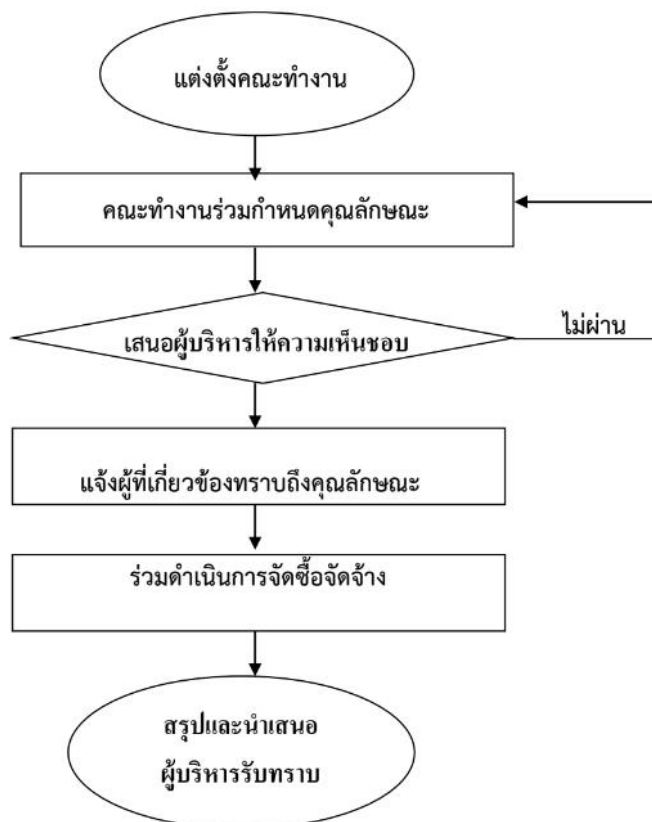 แต่งตั้งคณะทำงาน
คณะทำงานร่วมกำหนดคุณลักษณะ
เสนอผู้บริหารให้ความเห็นชอบ
ไม่ผ่าน
แจ้งผู้ที่เกี่ยวข้องทราบถึงคุณลักษณะ
ร่วมดำเนินการจัดซื้อจัดจ้าง
สรุปและนำเสนอ
ผู้บริหารรับทราบ